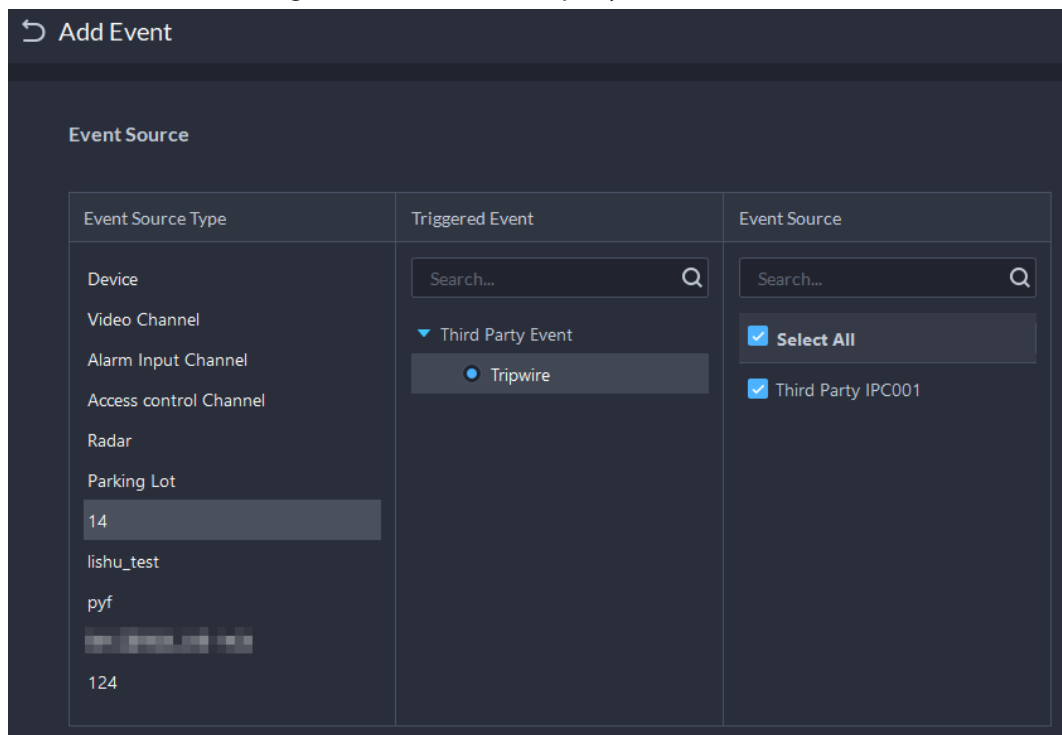 Add Event
Event Source
Event Source Type
Triggered Event
Event Source
Device
Search...
Search...
Video Channel
Third Party Event
Select All
Alarm Input Channel
Tripwire
Access control Channel
Third Party IPC001
Radar
Parking Lot
14
lishu_test
pyf
124